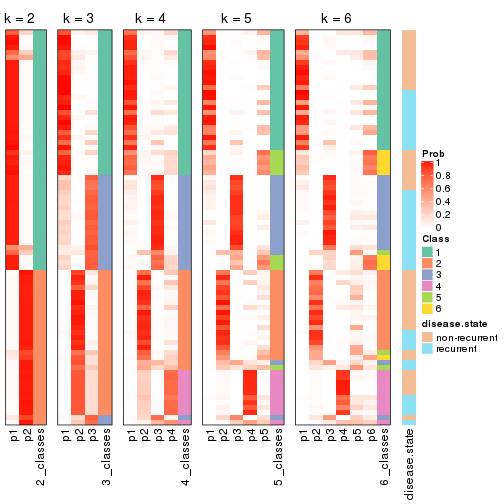 k = 2 k = 3 k = 4 k = 5 k = 6
Prob
1
0.8
0.6
0.4
0.2
0
Class
1
2
3
4
5
6
disease.state
non-recurrent
recurrent
p1 p2 2_classes p1 p2 p3 3_classes p1 p2 p3 p4 4_classes p1 p2 p3 p4 p5 5_classes p1 p2 p3 p4 p5 p6 6_classes disease.state